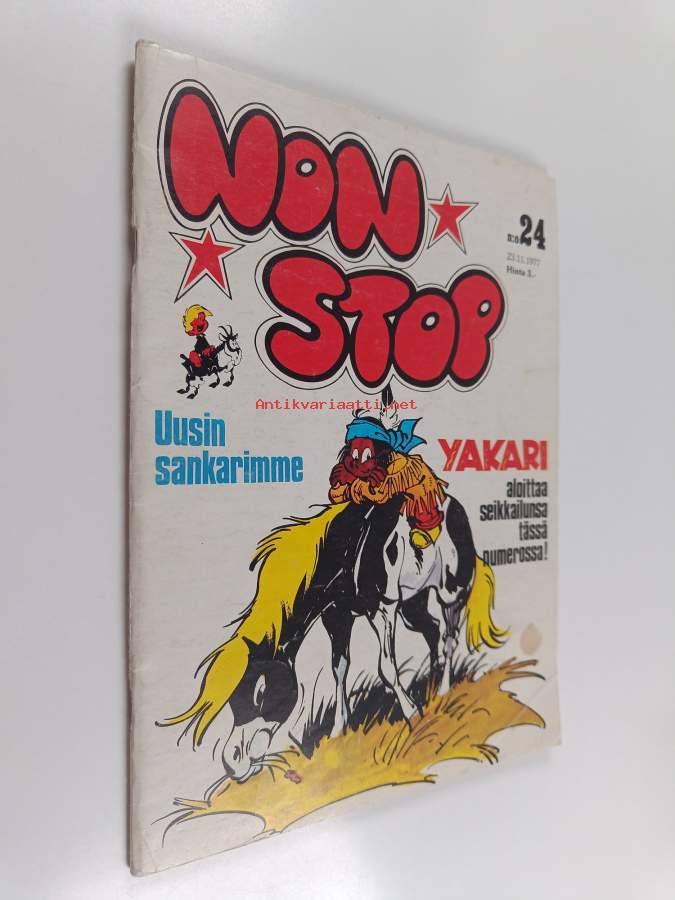 NON
STOP
n:o 24
23.11.1977
Hinta 3,-
Antikvariaatti.net
Uusin
sankarimme
YAKARI
aloittaa
seikkailunsa
tässä
numerossa!